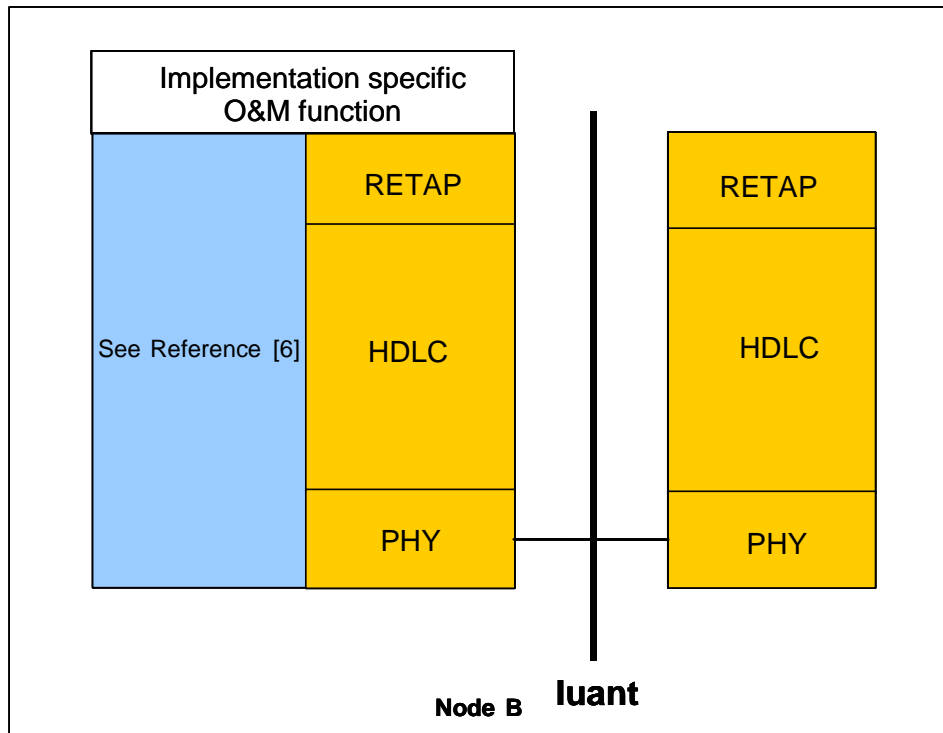 Implementation specific
O&M function
RETAP
RETAP
See Reference [6]
HDLC
HDLC
PHY
PHY
Node B
Iuant